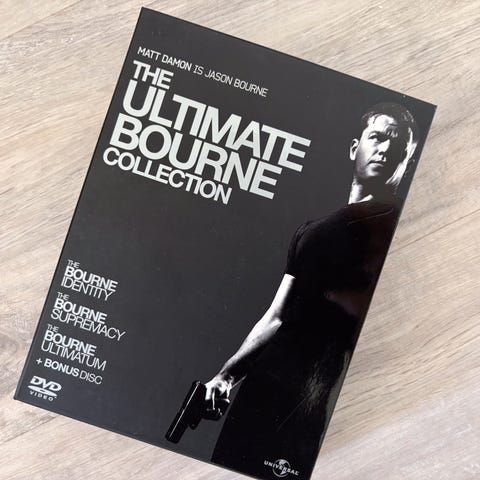 MATT DAMON IS JASON BOURNE
THE
ULTIMATE
BOURNE
COLLECTION
THE
BOURNE
IDENTITY
THE
BOURNE
SUPREMACY
THE
BOURNE
ULTIMATUM
+ BONUS DISC
DVD
VIDEO
UNIVERSAL